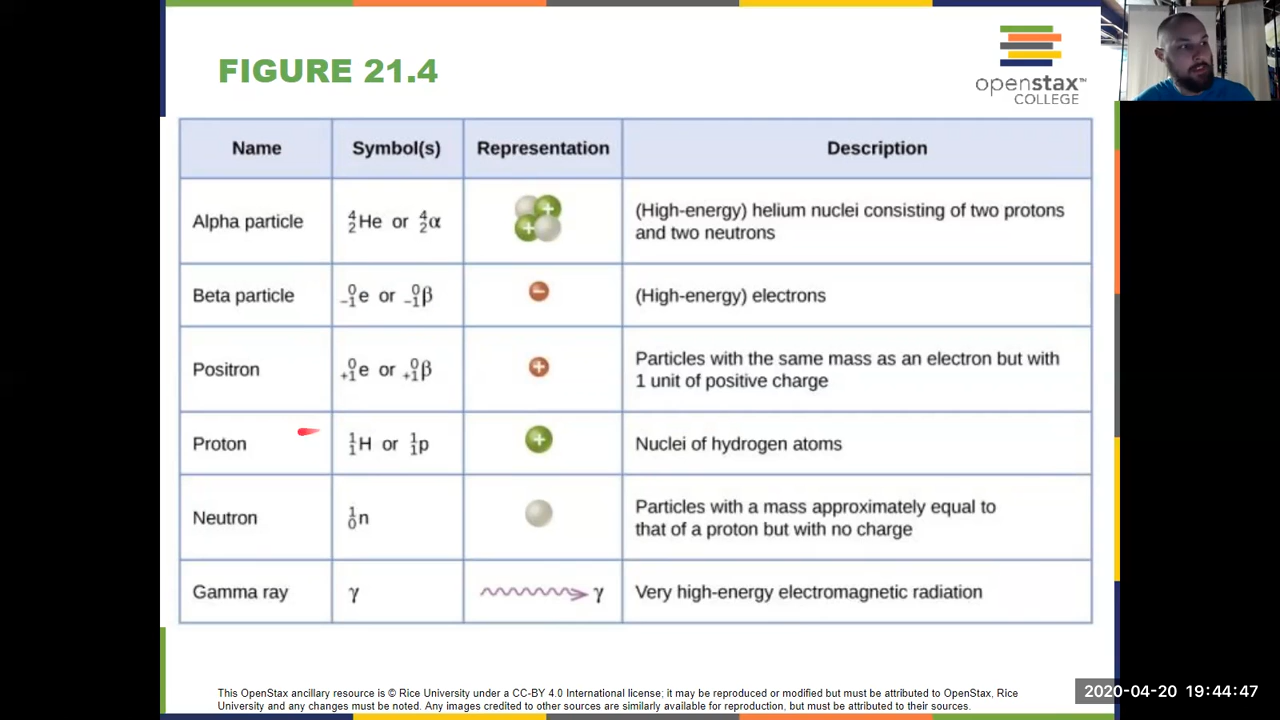 FIGURE 21.4
openstax™
COLLEGE
Name Symbol(s) Representation Description
Alpha particle ⁴₂He or ⁴₂α (High-energy) helium nuclei consisting of two protons
and two neutrons
Beta particle ⁰₋₁e or ⁰₋₁β (High-energy) electrons
Positron ⁰₊₁e or ⁰₊₁β Particles with the same mass as an electron but with
1 unit of positive charge
Proton ¹₁H or ¹₁p Nuclei of hydrogen atoms
Neutron ¹₀n Particles with a mass approximately equal to
that of a proton but with no charge
Gamma ray γ γ Very high-energy electromagnetic radiation
This OpenStax ancillary resource is © Rice University under a CC-BY 4.0 International license; it may be reproduced or modified but must be attributed to OpenStax, Rice
University and any changes must be noted. Any images credited to other sources are similarly available for reproduction, but must be attributed to their sources.
2020-04-20 19:44:47